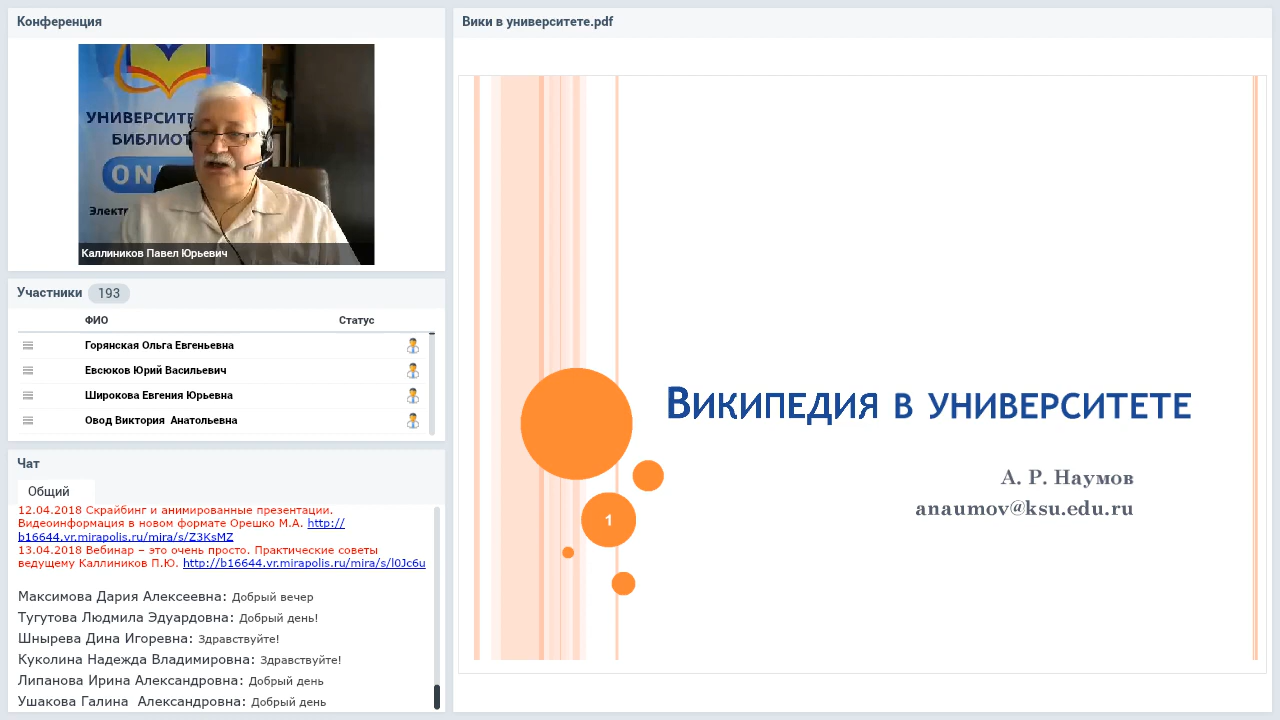 Конференция
УНИВЕРСИТЕ
БИБЛИОТ
ON
Элект
Каллиников Павел Юрьевич
Участники 193
ФИО Статус
Горянская Ольга Евгеньевна
Евсюков Юрий Васильевич
Широкова Евгения Юрьевна
Овод Виктория Анатольевна
Чат
Общий
12.04.2018 Скрайбинг и анимированные презентации.
Видеоинформация в новом формате Орешко М.А. http://
b16644.vr.mirapolis.ru/mira/s/Z3KsMZ
13.04.2018 Вебинар – это очень просто. Практические советы
ведущему Каллиников П.Ю. http://b16644.vr.mirapolis.ru/mira/s/l0Jc6u
Максимова Дария Алексеевна: Добрый вечер
Тугутова Людмила Эдуардовна: Добрый день!
Шнырева Дина Игоревна: Здравствуйте!
Куколина Надежда Владимировна: Здравствуйте!
Липанова Ирина Александровна: Добрый день
Ушакова Галина Александровна: Добрый день
Вики в университете.pdf
ВИКИПЕДИЯ В УНИВЕРСИТЕТЕ
А. Р. Наумов
anaumov@ksu.edu.ru
1